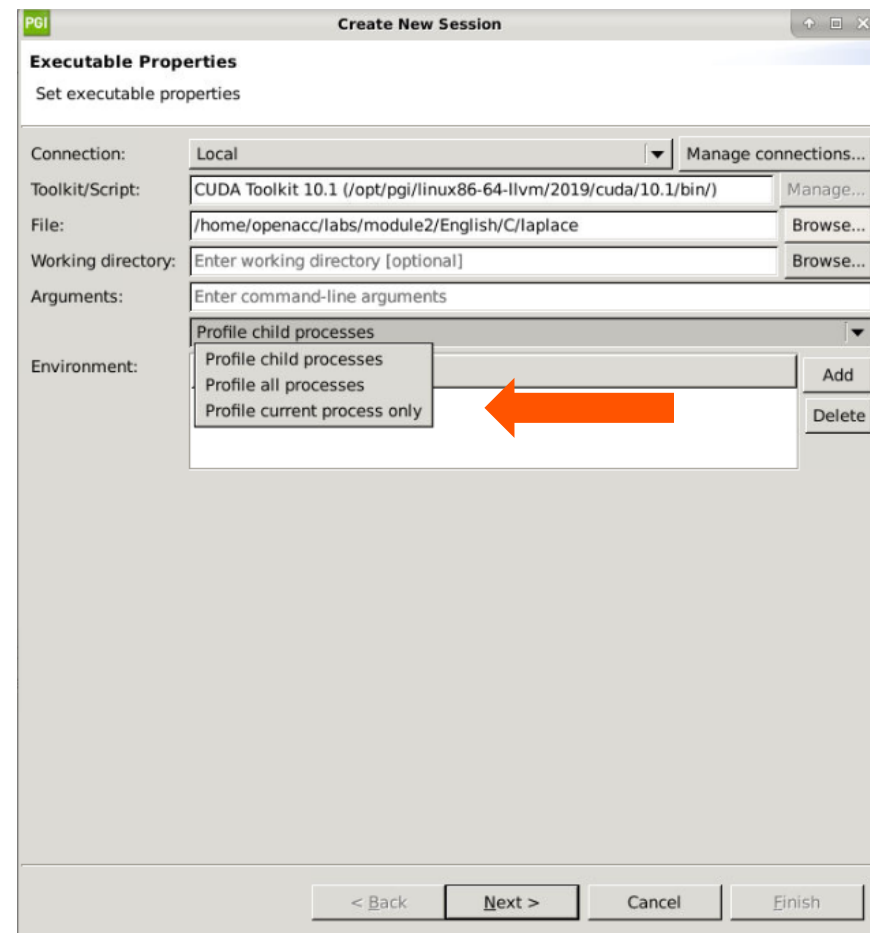 PGI Create New Session
Executable Properties
Set executable properties
Connection: Local Manage connections...
Toolkit/Script: CUDA Toolkit 10.1 (/opt/pgi/linux86-64-llvm/2019/cuda/10.1/bin/) Manage...
File: /home/openacc/labs/module2/English/C/laplace Browse...
Working directory: Enter working directory [optional] Browse...
Arguments: Enter command-line arguments
Profile child processes
Profile child processes
Environment: Add
Profile all processes
Profile current process only
Delete
< Back Next > Cancel Finish